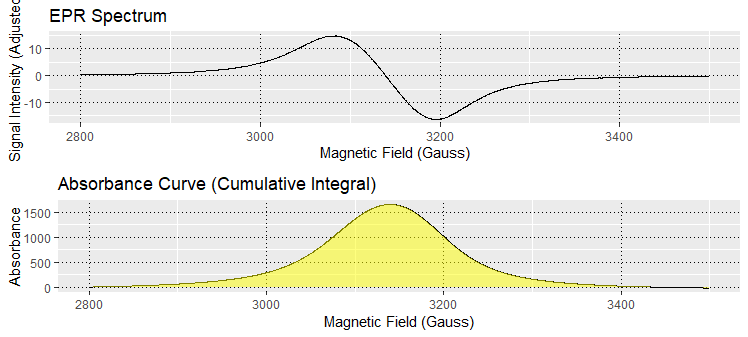 EPR Spectrum
Signal Intensity (Adjusted
10
0
-10
2800 3000 3200 3400
Magnetic Field (Gauss)
Absorbance Curve (Cumulative Integral)
Absorbance
1500
1000
500
0
2800 3000 3200 3400
Magnetic Field (Gauss)